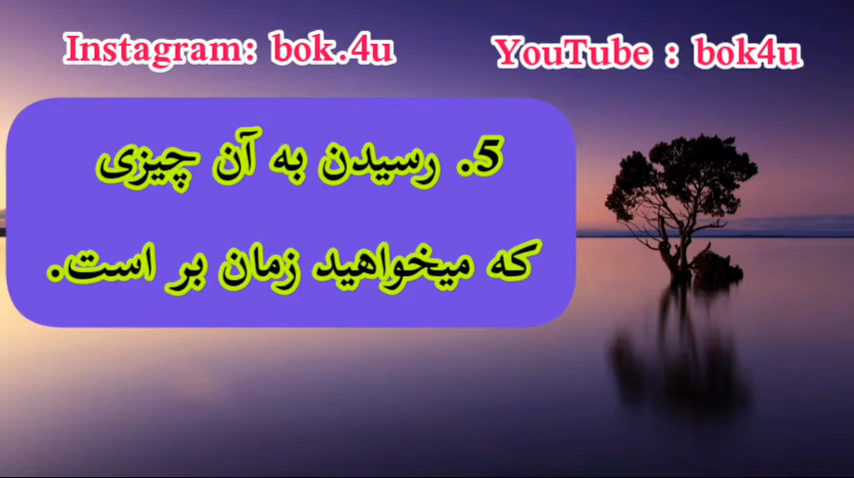 Instagram: bok.4u
YouTube : bok4u
5. رسیدن به آن چیزی
که میخواهید زمان بر است.